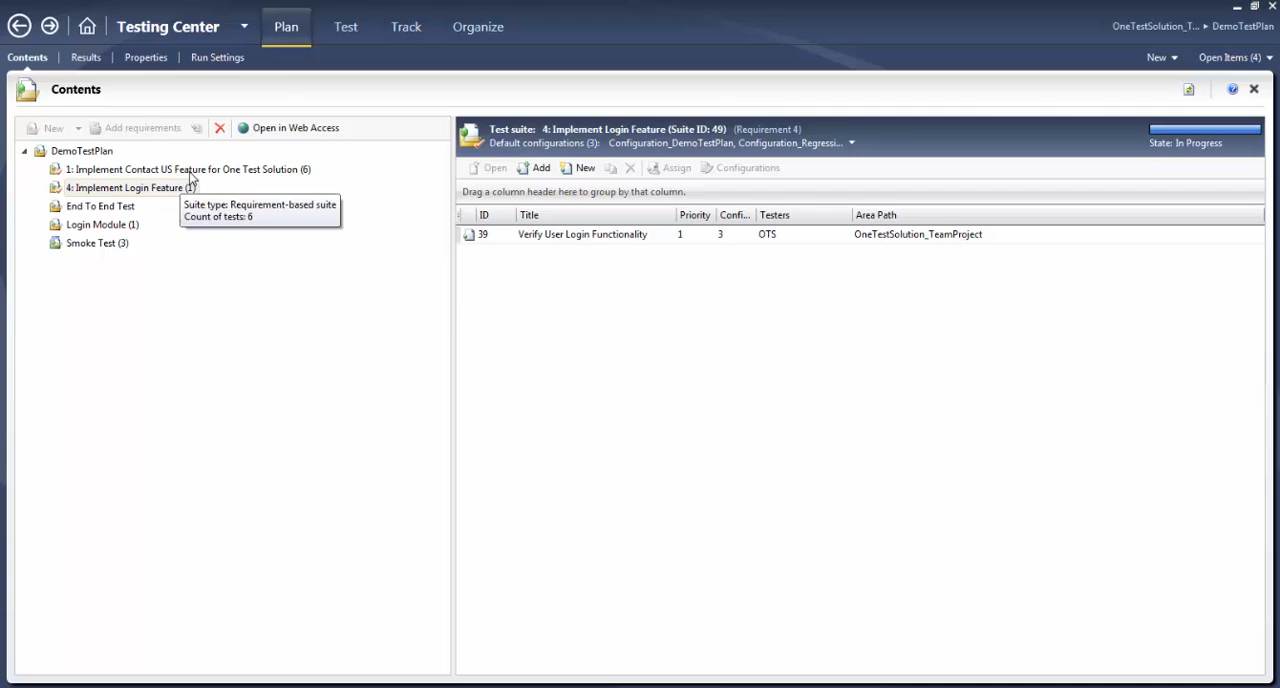 Testing Center Plan Test Track Organize OneTestSolution_T... ▸ DemoTestPlan
Contents Results Properties Run Settings New Open Items (4)
Contents
New Add requirements Open in Web Access
DemoTestPlan
1: Implement Contact US Feature for One Test Solution (6)
4: Implement Login Feature (1)
End To End Test
Login Module (1)
Smoke Test (3)
Suite type: Requirement-based suite
Count of tests: 6
Test suite: 4: Implement Login Feature (Suite ID: 49) (Requirement 4)
Default configurations (3): Configuration_DemoTestPlan, Configuration_Regressi...
State: In Progress
Open Add New Assign Configurations
Drag a column header here to group by that column.
ID Title Priority Confi... Testers Area Path
39 Verify User Login Functionality 1 3 OTS OneTestSolution_TeamProject